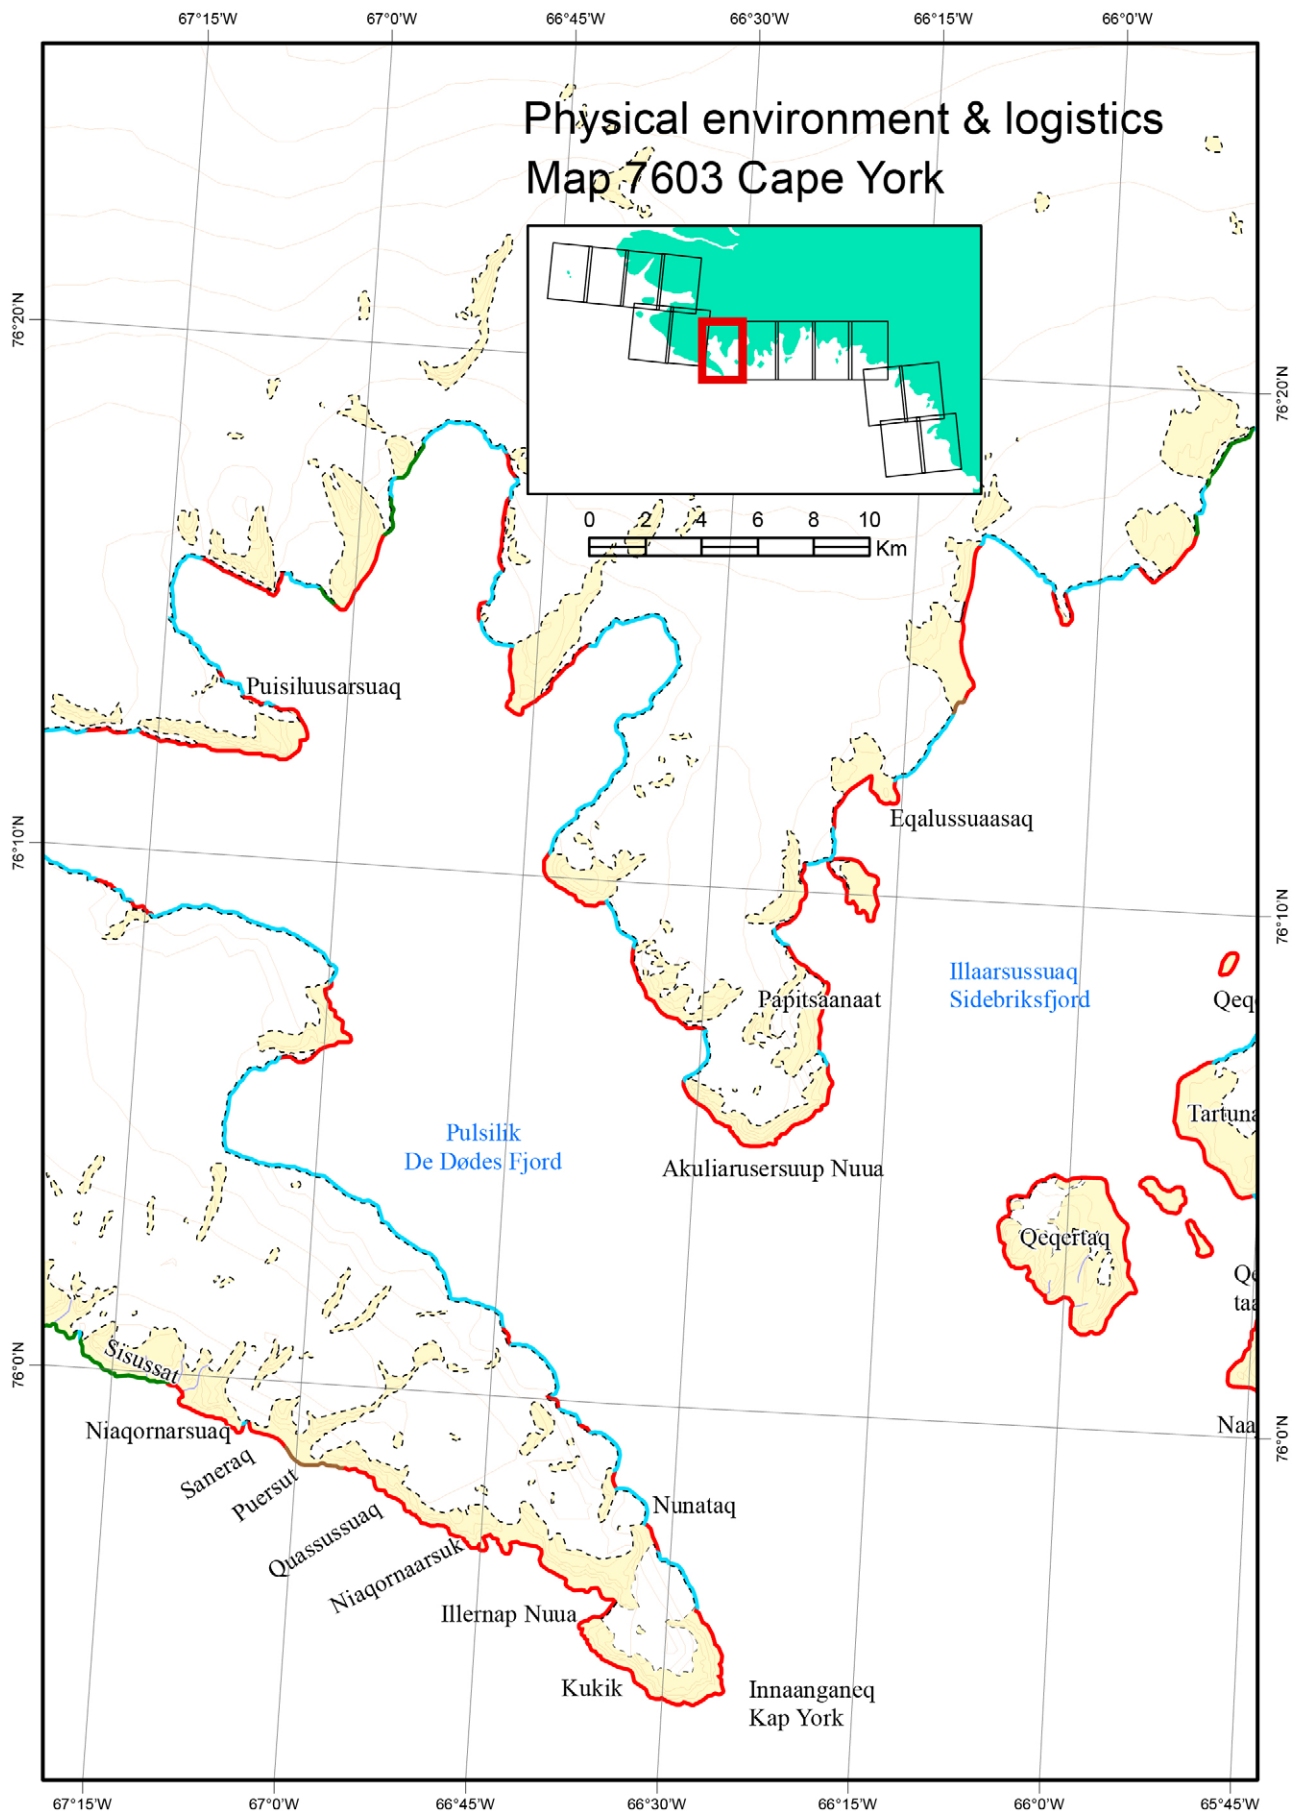 67°15'W 67°0'W 66°45'W 66°30'W 66°15'W 66°0'W
Physical environment & logistics
Map 7603 Cape York
76°20'N
76°20'N
0 2 4 6 8 10
Km
Puisiluusarsuaq
Eqalussuaasaq
76°10'N
76°10'N
Illaarsussuaq
Sidebriksfjord
Papitsaanaat
Qeq
Tartuna
Pulsilik
De Dødes Fjord
Akuliarusersuup Nuua
Qeqertaq
Qe
taa
Sisussat
76°0'N
76°0'N
Niaqornarsuaq
Naa
Saneraq
Puersut
Nunataq
Quassussuaq
Niaqornaarsuk
Illernap Nuua
Kukik
Innaanganeq
Kap York
67°15'W 67°0'W 66°45'W 66°30'W 66°15'W 66°0'W 65°45'W